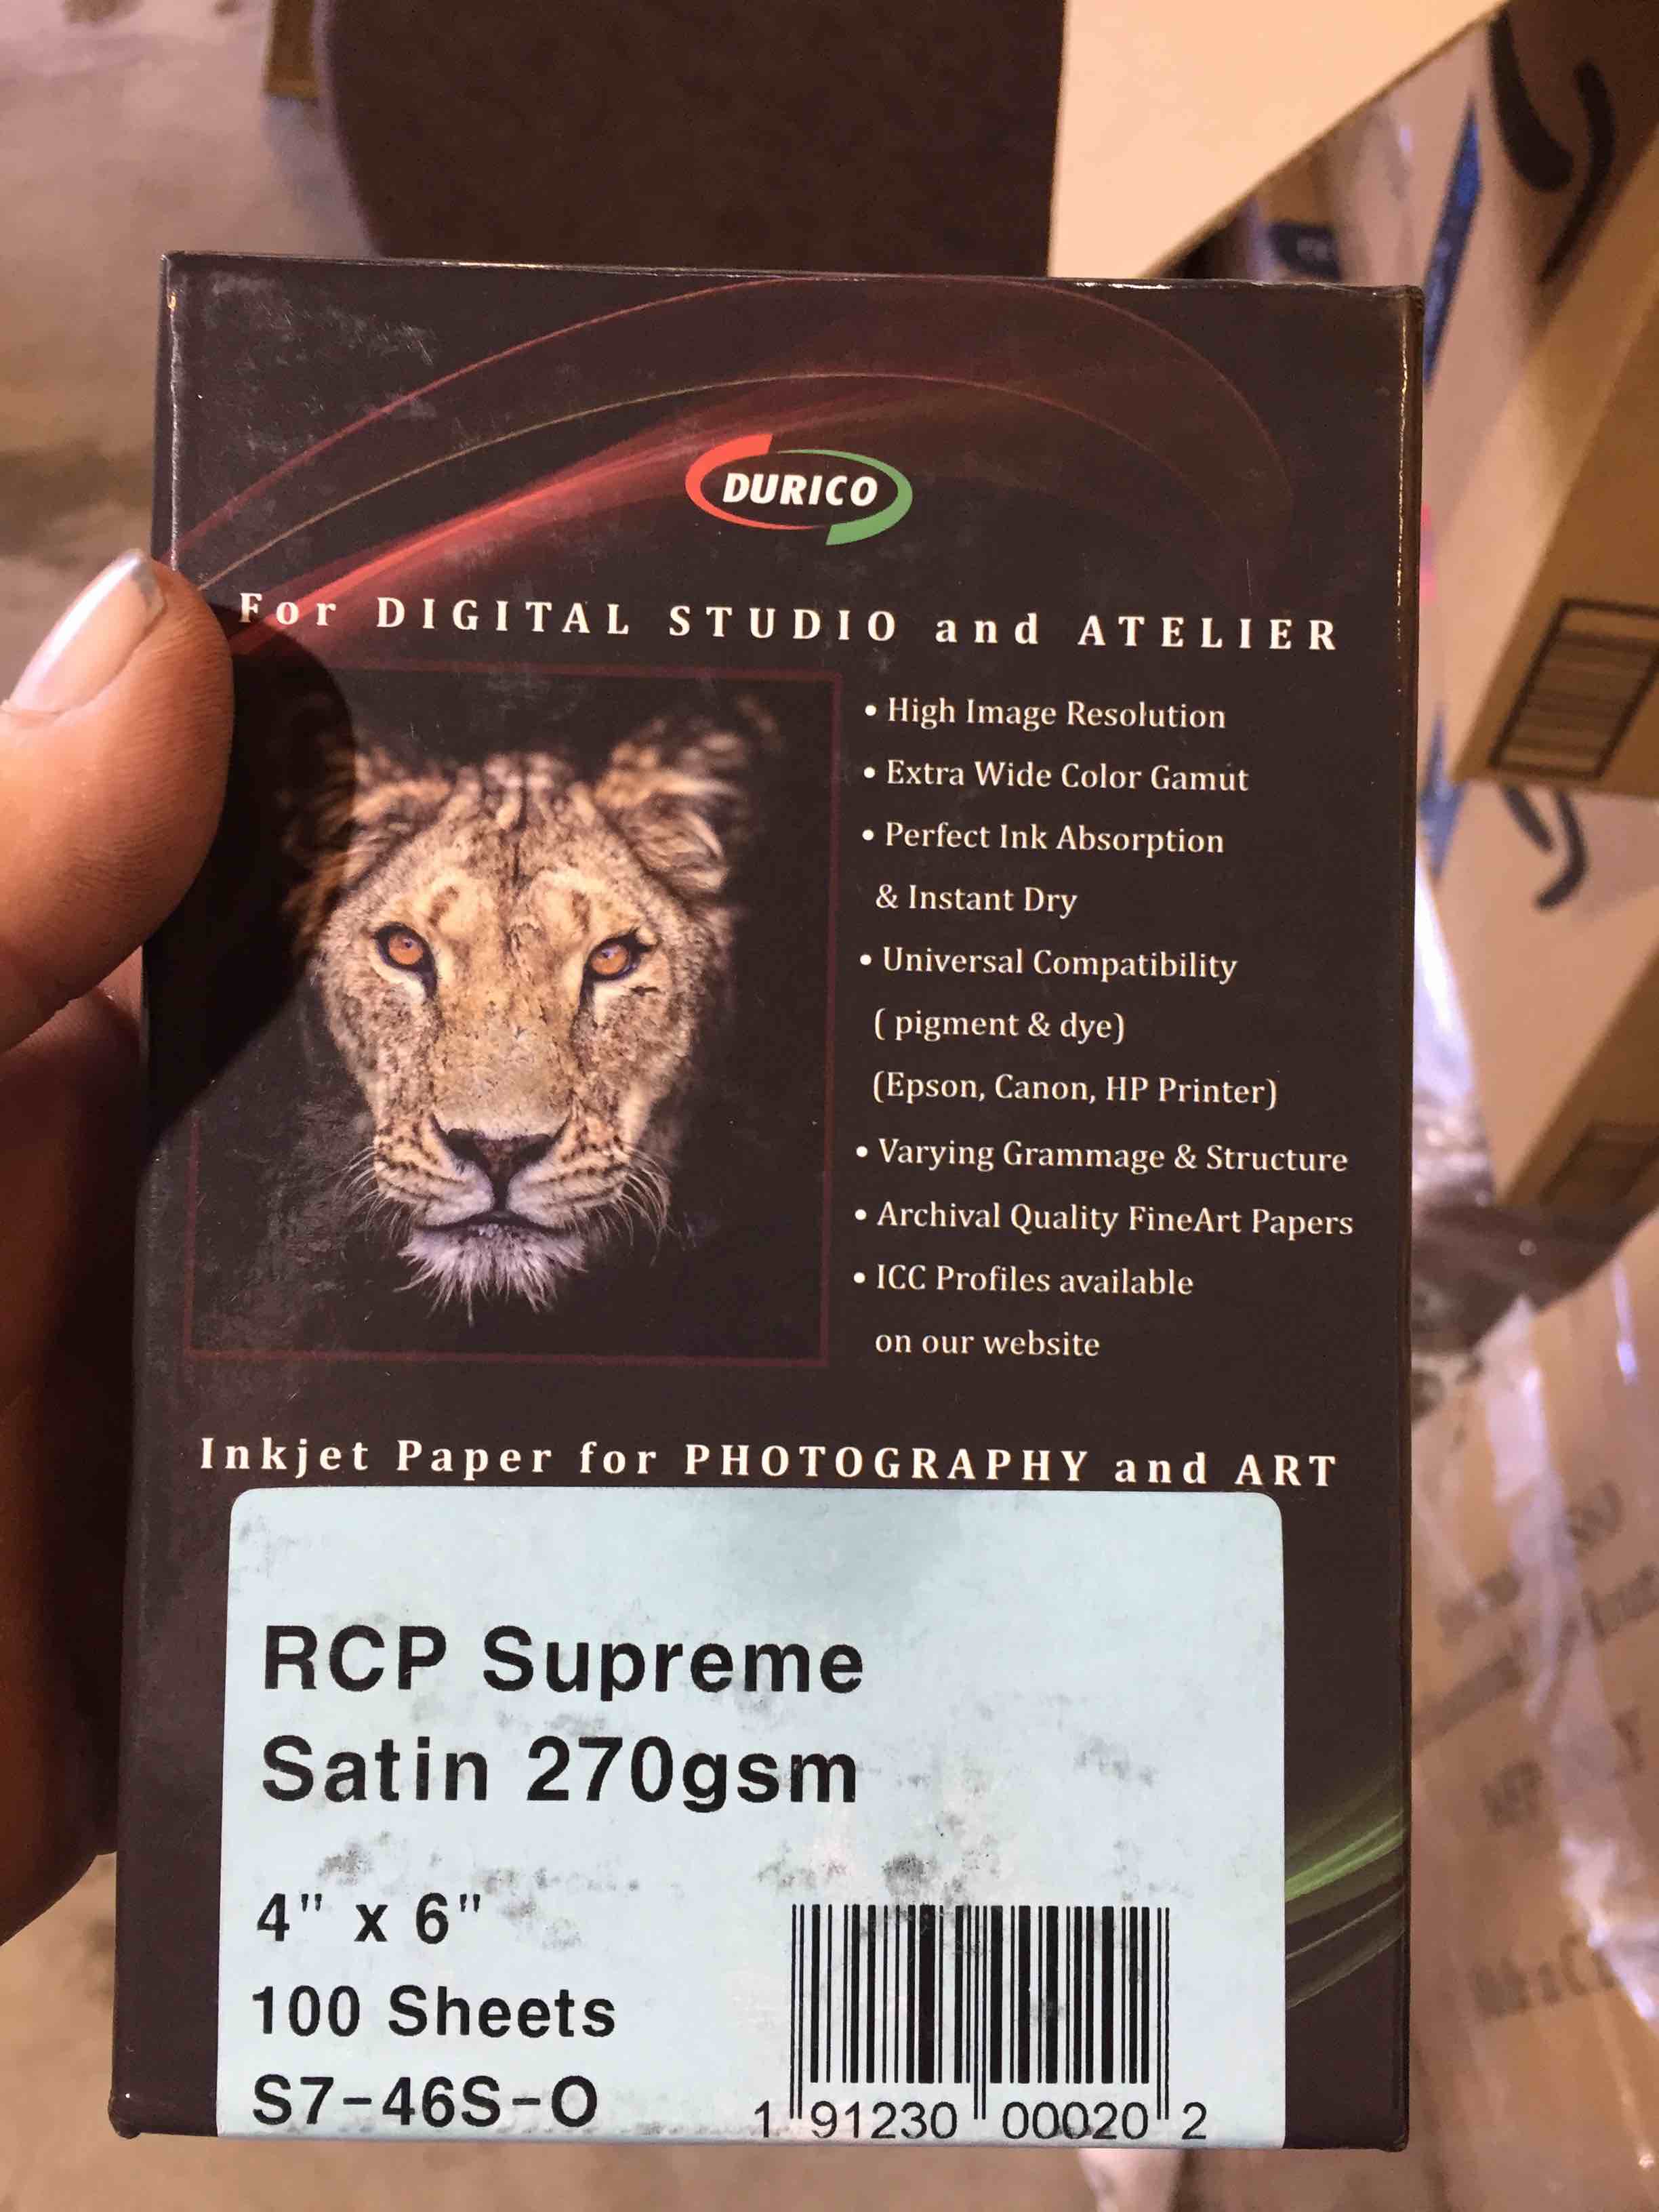 DURICO
For DIGITAL STUDIO and ATELIER
• High Image Resolution
• Extra Wide Color Gamut
• Perfect Ink Absorption
& Instant Dry
• Universal Compatibility
( pigment & dye)
(Epson, Canon, HP Printer)
• Varying Grammage & Structure
• Archival Quality FineArt Papers
• ICC Profiles available
on our website
Inkjet Paper for PHOTOGRAPHY and ART
RCP Supreme
Satin 270gsm
4" x 6"
100 Sheets
S7-46S-O
1 91230 00020 2